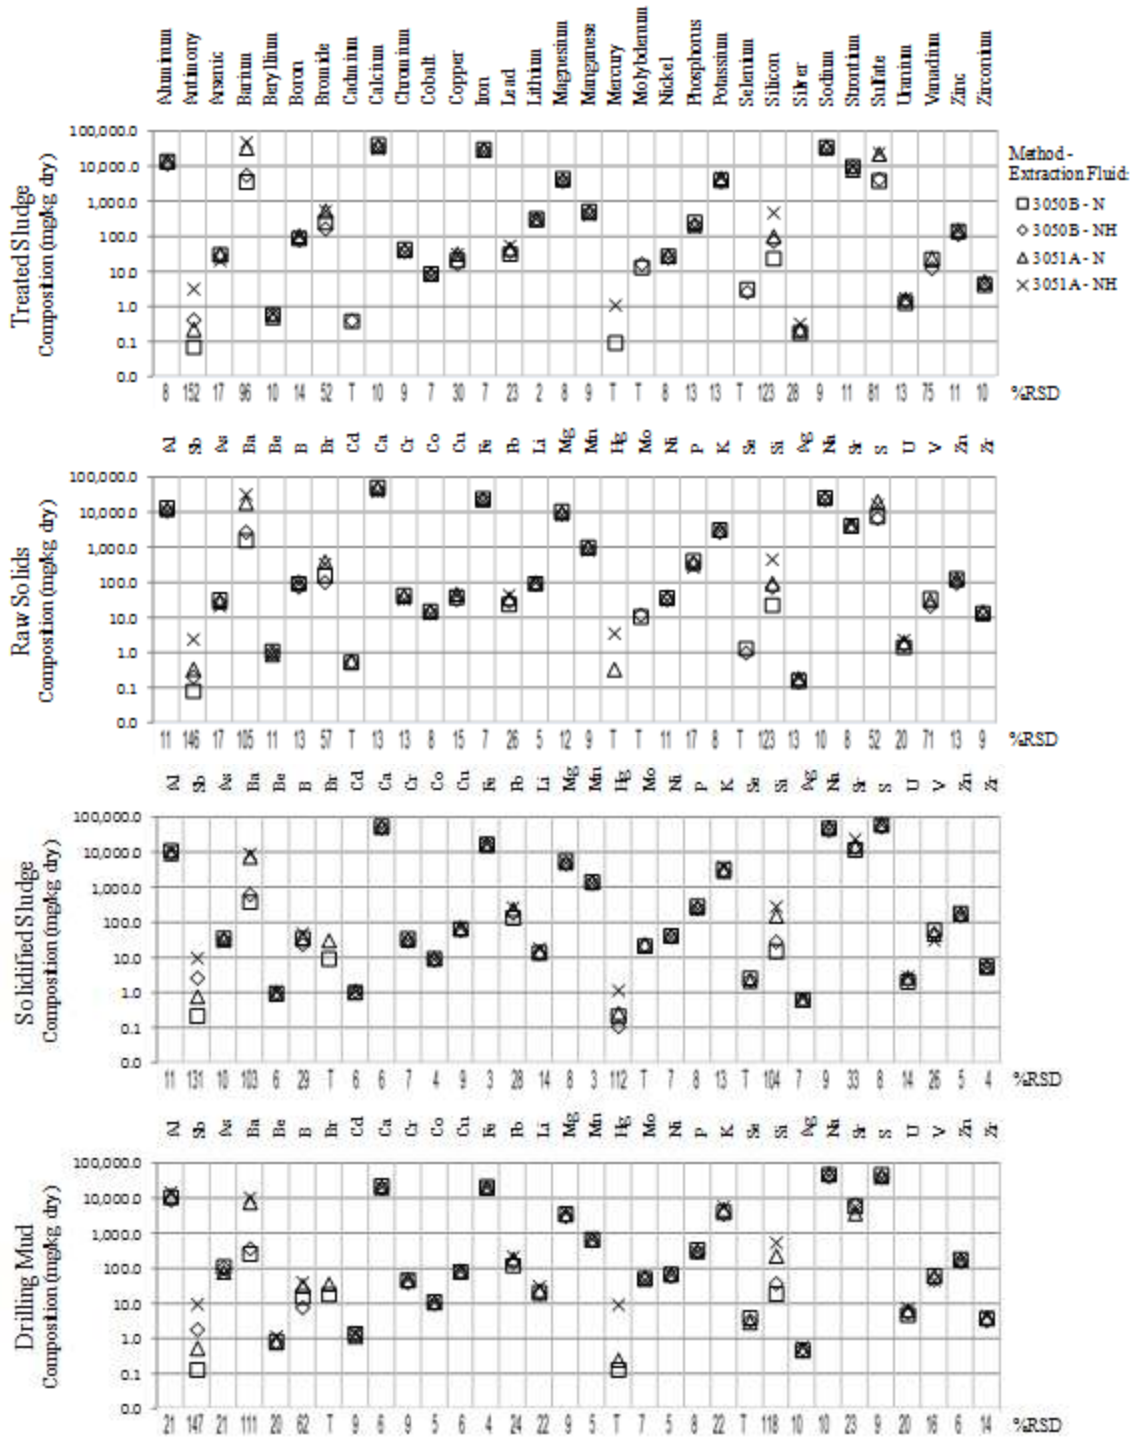 Aluminum Antimony Arsenic Barium Beryllium Boron Bromide Cadmium Calcium Chromium Cobalt Copper Iron Lead Lithium Magnesium Manganese Mercury Molybdenum Nickel Phosphorus Potassium Selenium Silicon Silver Sodium Strontium Sulfate Uranium Vanadium Zinc Zirconium
Treated Sludge
Composition (mg/kg dry)
100,000.0
10,000.0
1,000.0
100.0
10.0
1.0
0.1
0.0
Method -
Extraction Fluid:
3050B - N
3050B - NH
3051A - N
3051A - NH
8 152 17 96 10 14 52 T 10 9 7 30 7 23 2 8 9 T T 8 13 13 T 123 28 9 11 81 13 75 11 10 %RSD
Al Sb As Ba Be B Br Cd Ca Cr Co Cu Fe Pb Li Mg Mn Hg Mo Ni P K Se Si Ag Na Sr S U V Zn Zr
Raw Solids
Composition (mg/kg dry)
100,000.0
10,000.0
1,000.0
100.0
10.0
1.0
0.1
0.0
11 146 17 105 11 13 57 T 13 13 8 15 8 26 5 12 9 T T 11 17 8 T 123 13 10 8 52 20 71 13 9 %RSD
Al Sb As Ba Be B Br Cd Ca Cr Co Cu Fe Pb Li Mg Mn Hg Mo Ni P K Se Si Ag Na Sr S U V Zn Zr
Solidified Sludge
Composition (mg/kg dry)
100,000.0
10,000.0
1,000.0
100.0
10.0
1.0
0.1
0.0
11 131 10 103 6 29 T 6 6 7 4 9 3 28 14 8 3 112 T 7 8 13 T 104 7 9 33 8 14 26 5 4 %RSD
Al Sb As Ba Be B Br Cd Ca Cr Co Cu Fe Pb Li Mg Mn Hg Mo Ni P K Se Si Ag Na Sr S U V Zn Zr
Drilling Mud
Composition (mg/kg dry)
100,000.0
10,000.0
1,000.0
100.0
10.0
1.0
0.1
0.0
21 147 21 111 20 62 T 9 6 9 5 6 4 24 22 9 5 T 7 5 8 22 T 118 10 10 23 9 20 16 6 14 %RSD